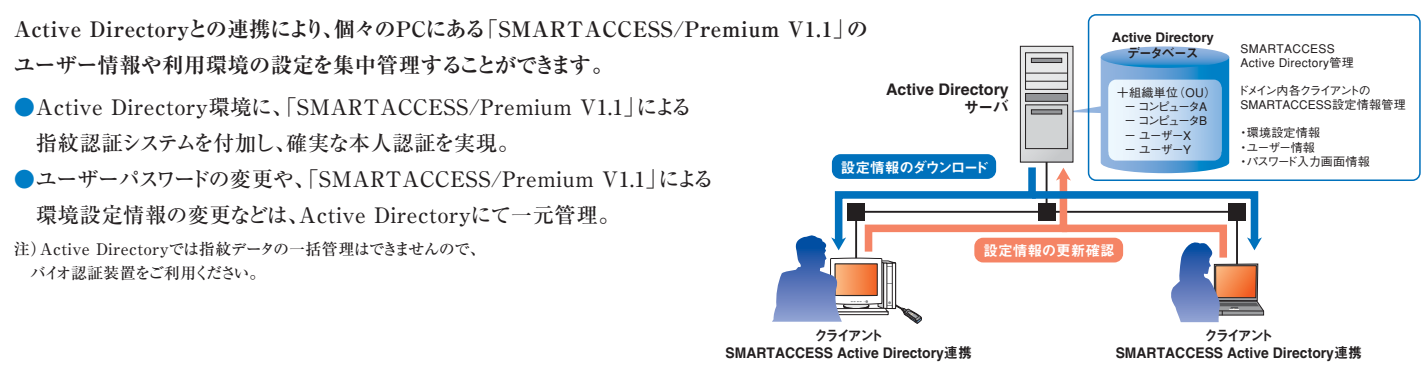 Active Directoryとの連携により、個々のPCにある「SMARTACCESS/Premium V1.1」の
ユーザー情報や利用環境の設定を集中管理することができます。
●Active Directory環境に、「SMARTACCESS/Premium V1.1」による
指紋認証システムを付加し、確実な本人認証を実現。
●ユーザーパスワードの変更や、「SMARTACCESS/Premium V1.1」による
環境設定情報の変更などは、Active Directoryにて一元管理。
注）Active Directoryでは指紋データの一括管理はできませんので、
バイオ認証装置をご利用ください。
Active Directory
サーバ
Active Directory
データベース
＋組織単位（OU）
－コンピュータA
－コンピュータB
－ユーザーX
－ユーザーY
SMARTACCESS
Active Directory管理
ドメイン内各クライアントの
SMARTACCESS設定情報管理
・環境設定情報
・ユーザー情報
・パスワード入力画面情報
設定情報のダウンロード
設定情報の更新確認
クライアント
SMARTACCESS Active Directory連携
クライアント
SMARTACCESS Active Directory連携